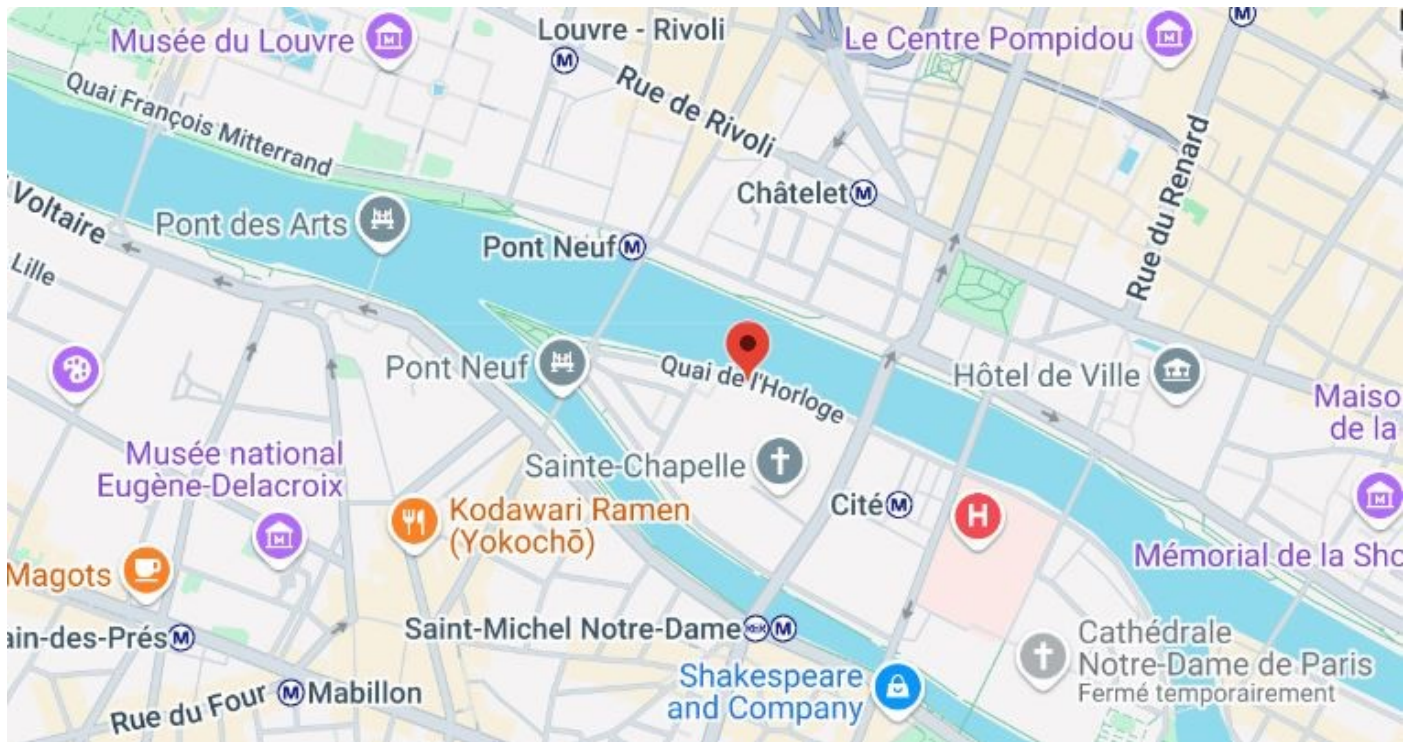 Musée du Louvre
Louvre - Rivoli
Le Centre Pompidou
Quai François Mitterrand
Rue de Rivoli
Rue du Renard
Châtelet
Voltaire
Pont des Arts
Pont Neuf
Lille
Pont Neuf
Quai de l'Horloge
Hôtel de Ville
Maiso
de la
Musée national
Eugène-Delacroix
Sainte-Chapelle
Cité
H
Kodawari Ramen
(Yokochō)
Mémorial de la Sho
Magots
ain-des-Prés
Saint-Michel Notre-Dame
Cathédrale
Notre-Dame de Paris
Fermé temporairement
Shakespeare
and Company
Rue du Four
Mabillon